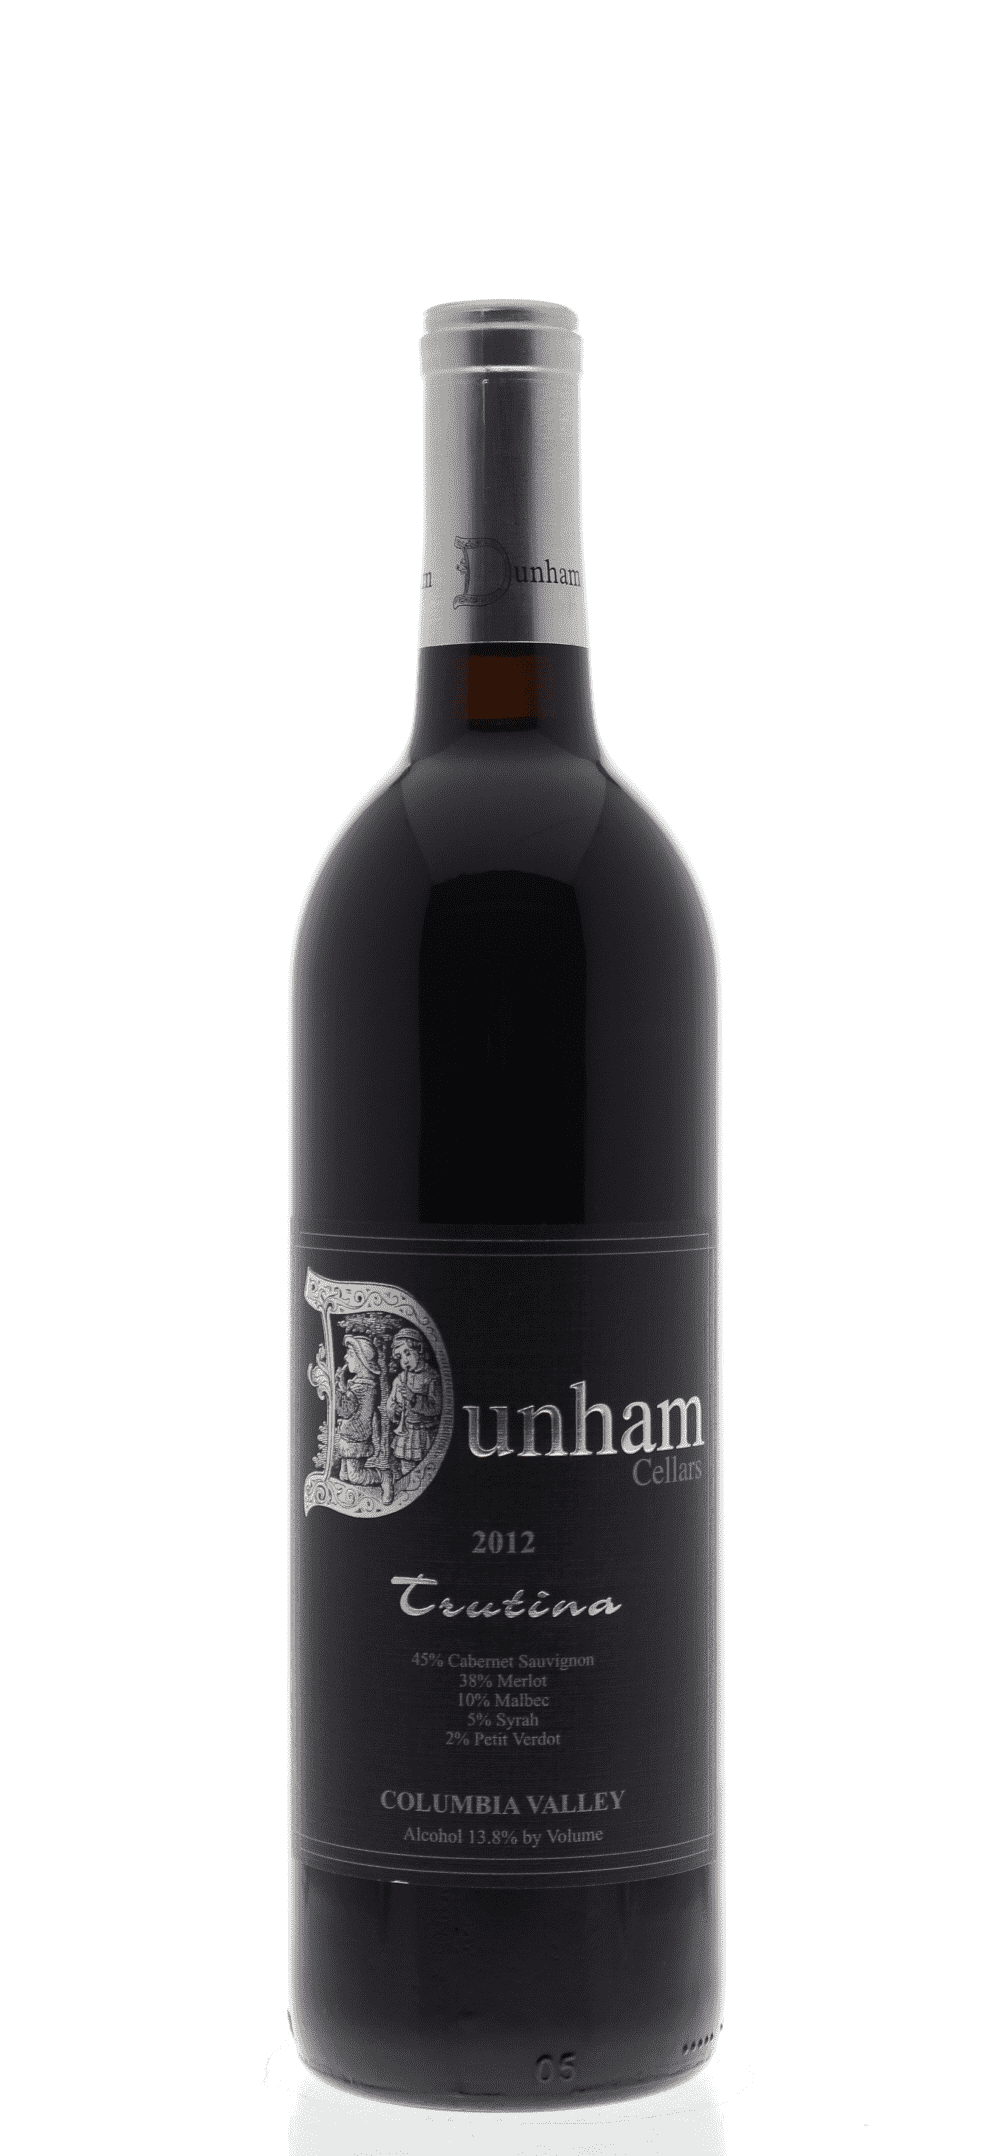 m Dunham
Dunham
Cellars
2012
Trutina
45% Cabernet Sauvignon
38% Merlot
10% Malbec
5% Syrah
2% Petit Verdot
COLUMBIA VALLEY
Alcohol 13.8% by Volume
05